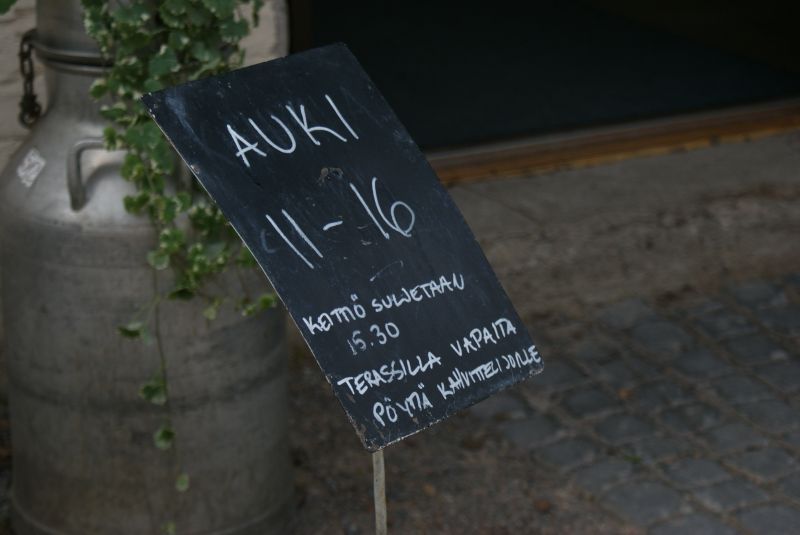 AUKI
11-16
KEITTIÖ SULJETAAN
15.30
TERASSILLA VAPAITA
PÖYTIÄ KAHVITTELIJOILLE